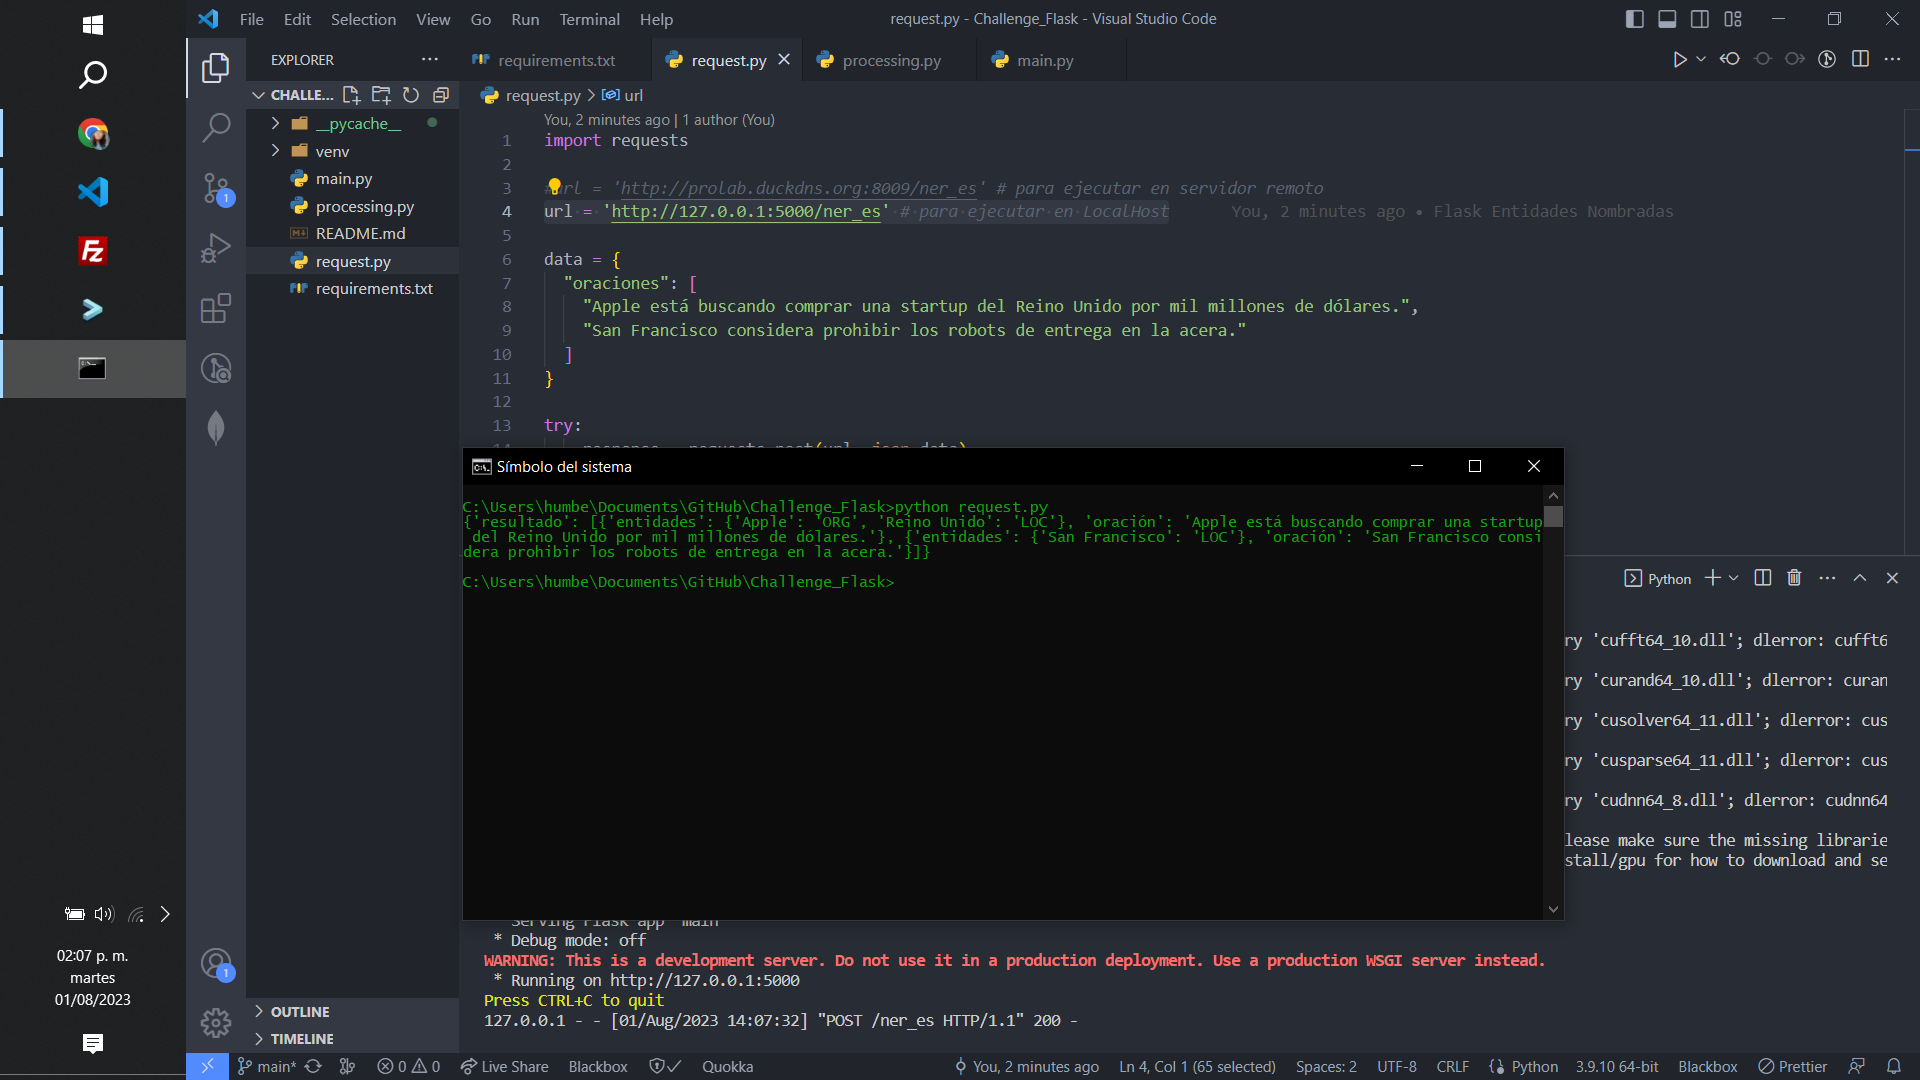 File Edit Selection View Go Run Terminal Help
request.py - Challenge_Flask - Visual Studio Code
EXPLORER
requirements.txt
request.py
processing.py
main.py
CHALLE...
request.py > url
__pycache__
venv
main.py
processing.py
README.md
request.py
requirements.txt
You, 2 minutes ago | 1 author (You)
1 import requests
2
3 #url = 'http://prolab.duckdns.org:8009/ner_es' # para ejecutar en servidor remoto
4 url = 'http://127.0.0.1:5000/ner_es' # para ejecutar en LocalHost You, 2 minutes ago • Flask Entidades Nombradas
5
6 data = {
7 "oraciones": [
8 "Apple está buscando comprar una startup del Reino Unido por mil millones de dólares.",
9 "San Francisco considera prohibir los robots de entrega en la acera."
10 ]
11 }
12
13 try:
14 response = requests.post(url, json=data)
Símbolo del sistema
C:\Users\humbe\Documents\GitHub\Challenge_Flask>python request.py
{'resultado': [{'entidades': {'Apple': 'ORG', 'Reino Unido': 'LOC'}, 'oración': 'Apple está buscando comprar una startup
del Reino Unido por mil millones de dólares.'}, {'entidades': {'San Francisco': 'LOC'}, 'oración': 'San Francisco consi
dera prohibir los robots de entrega en la acera.'}]}
C:\Users\humbe\Documents\GitHub\Challenge_Flask>
Python
ry 'cufft64_10.dll'; dlerror: cufft6
ry 'curand64_10.dll'; dlerror: curan
ry 'cusolver64_11.dll'; dlerror: cus
ry 'cusparse64_11.dll'; dlerror: cus
ry 'cudnn64_8.dll'; dlerror: cudnn64
lease make sure the missing librarie
stall/gpu for how to download and se
* Serving Flask app 'main'
* Debug mode: off
WARNING: This is a development server. Do not use it in a production deployment. Use a production WSGI server instead.
* Running on http://127.0.0.1:5000
Press CTRL+C to quit
127.0.0.1 - - [01/Aug/2023 14:07:32] "POST /ner_es HTTP/1.1" 200 -
02:07 p. m.
martes
01/08/2023
1
1
OUTLINE
TIMELINE
main* 0 0 Live Share Blackbox Quokka You, 2 minutes ago Ln 4, Col 1 (65 selected) Spaces: 2 UTF-8 CRLF Python 3.9.10 64-bit Blackbox Prettier